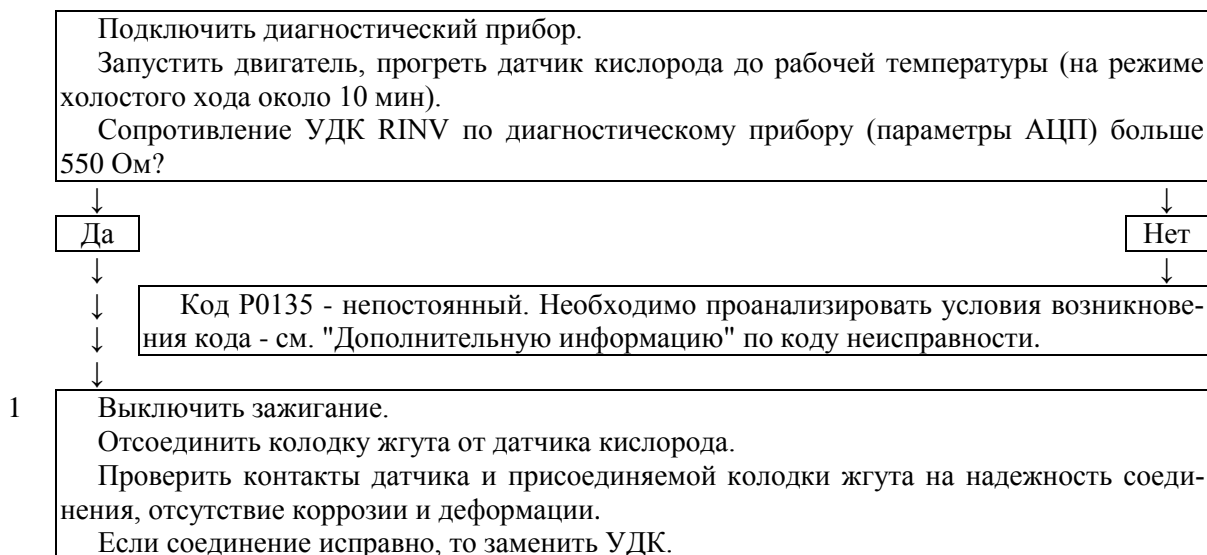 Подключить диагностический прибор.
Запустить двигатель, прогреть датчик кислорода до рабочей температуры (на режиме
холостого хода около 10 мин).
Сопротивление УДК RINV по диагностическому прибору (параметры АЦП) больше
550 Ом?
↓ ↓
Да Нет
↓ ↓
↓ Код P0135 - непостоянный. Необходимо проанализировать условия возникнове-
↓ ния кода - см. "Дополнительную информацию" по коду неисправности.
↓
1 Выключить зажигание.
Отсоединить колодку жгута от датчика кислорода.
Проверить контакты датчика и присоединяемой колодки жгута на надежность соеди-
нения, отсутствие коррозии и деформации.
Если соединение исправно, то заменить УДК.